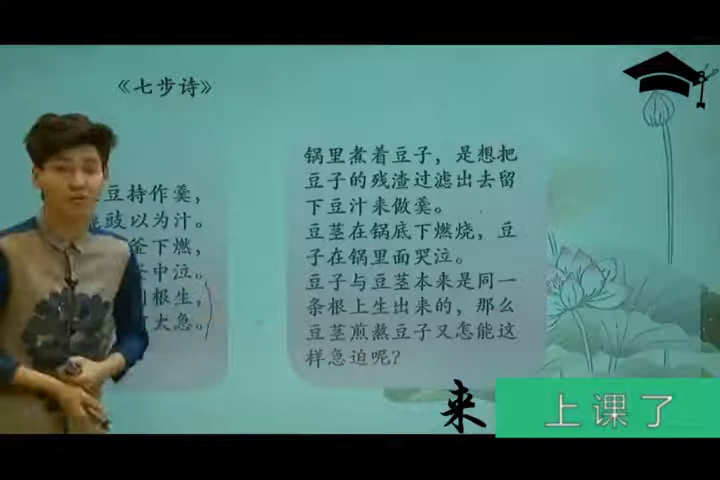 《七步诗》
豆持作羹，
豉以为汁。
釜下燃，
中泣。
根生，
太急。
锅里煮着豆子，是想把
豆子的残渣过滤出去留
下豆汁来做羹。
豆茎在锅底下燃烧，豆
子在锅里面哭泣。
豆子与豆茎本来是同一
条根上生出来的，那么
豆茎煎熬豆子又怎能这
样急迫呢？
来 上课了